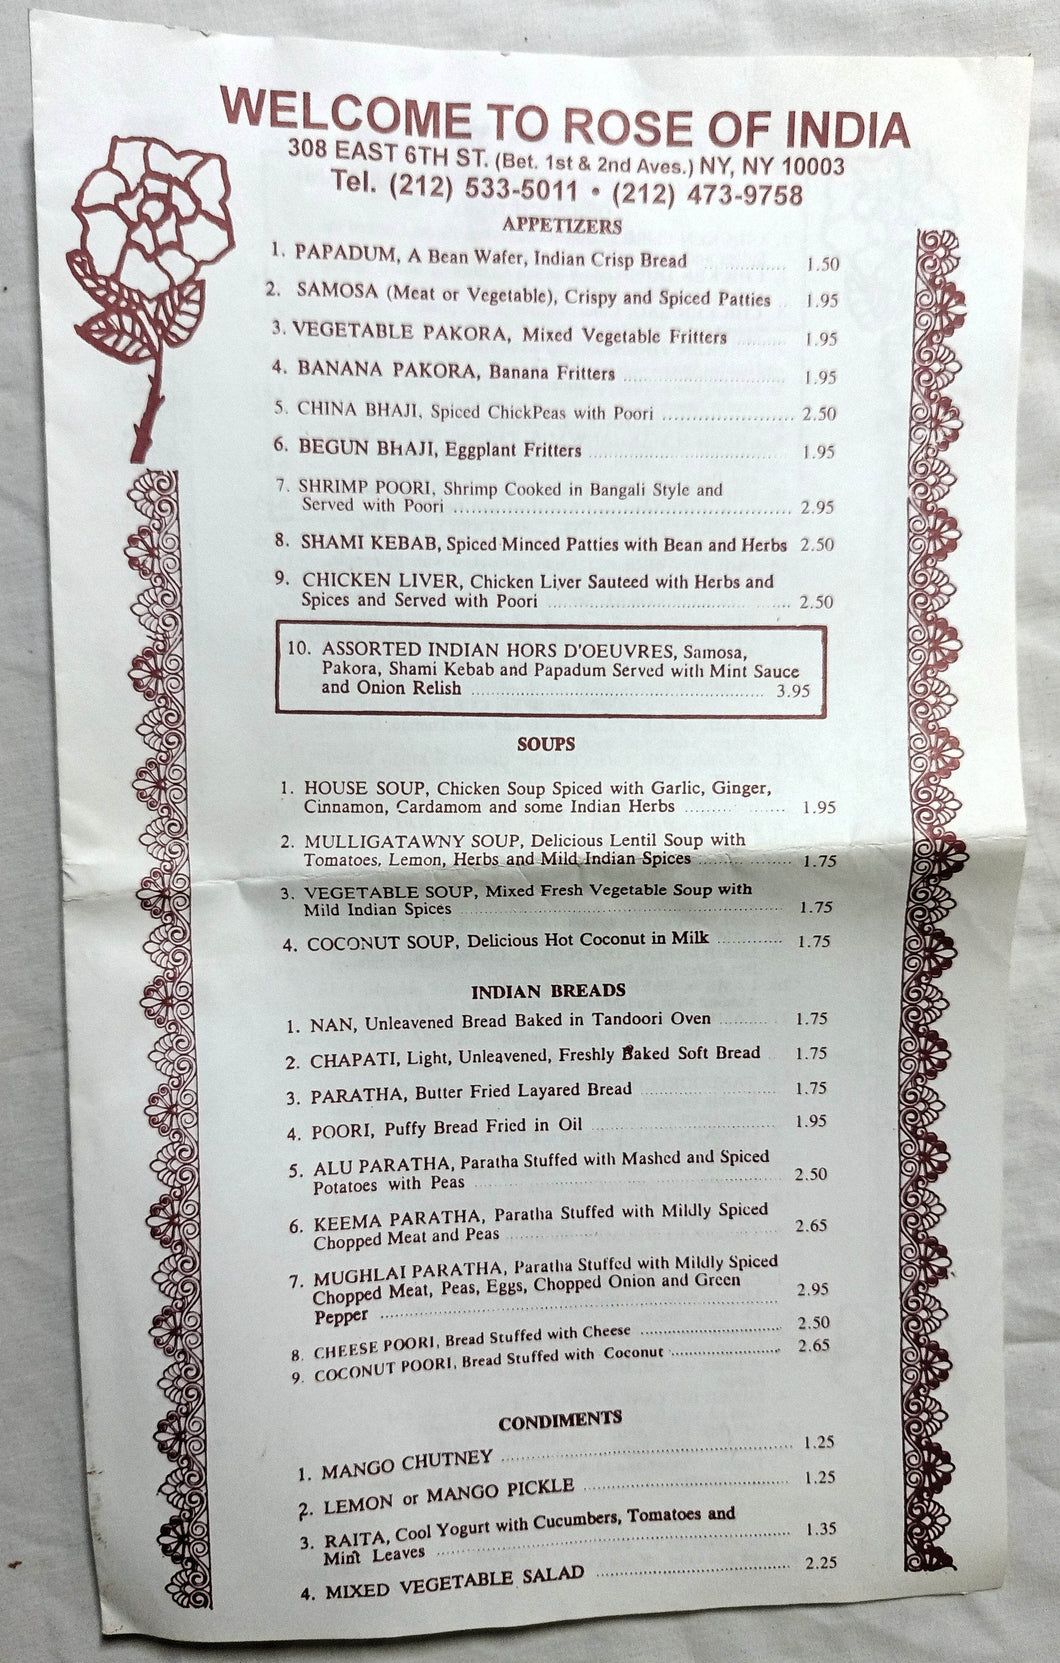 WELCOME TO ROSE OF INDIA
308 EAST 6TH ST. (Bet. 1st & 2nd Aves.) NY, NY 10003
Tel. (212) 533-5011 • (212) 473-9758
APPETIZERS
1. PAPADUM, A Bean Wafer, Indian Crisp Bread ............... 1.50
2. SAMOSA (Meat or Vegetable), Crispy and Spiced Patties .. 1.95
3. VEGETABLE PAKORA, Mixed Vegetable Fritters ......... 1.95
4. BANANA PAKORA, Banana Fritters .............................. 1.95
5. CHINA BHAJI, Spiced ChickPeas with Poori ...................... 2.50
6. BEGUN BHAJI, Eggplant Fritters .................................. 1.95
7. SHRIMP POORI, Shrimp Cooked in Bangali Style and
Served with Poori ........................................................ 2.95
8. SHAMI KEBAB, Spiced Minced Patties with Bean and Herbs 2.50
9. CHICKEN LIVER, Chicken Liver Sauteed with Herbs and
Spices and Served with Poori ........................................ 2.50
10. ASSORTED INDIAN HORS D'OEUVRES, Samosa,
Pakora, Shami Kebab and Papadum Served with Mint Sauce
and Onion Relish ................................................ 3.95
SOUPS
1. HOUSE SOUP, Chicken Soup Spiced with Garlic, Ginger,
Cinnamon, Cardamom and some Indian Herbs ................ 1.95
2. MULLIGATAWNY SOUP, Delicious Lentil Soup with
Tomatoes, Lemon, Herbs and Mild Indian Spices ................ 1.75
3. VEGETABLE SOUP, Mixed Fresh Vegetable Soup with
Mild Indian Spices .................................................... 1.75
4. COCONUT SOUP, Delicious Hot Coconut in Milk ............ 1.75
INDIAN BREADS
1. NAN, Unleavened Bread Baked in Tandoori Oven ......... 1.75
2. CHAPATI, Light, Unleavened, Freshly Baked Soft Bread 1.75
3. PARATHA, Butter Fried Layared Bread ........................ 1.75
4. POORI, Puffy Bread Fried in Oil ................................ 1.95
5. ALU PARATHA, Paratha Stuffed with Mashed and Spiced
Potatoes with Peas .................................................. 2.50
6. KEEMA PARATHA, Paratha Stuffed with Mildly Spiced
Chopped Meat and Peas .............................................. 2.65
7. MUGHLAI PARATHA, Paratha Stuffed with Mildly Spiced
Chopped Meat, Peas, Eggs, Chopped Onion and Green
Pepper .................................................................. 2.95
8. CHEESE POORI, Bread Stuffed with Cheese ........................ 2.50
9. COCONUT POORI, Bread Stuffed with Coconut .................... 2.65
CONDIMENTS
1. MANGO CHUTNEY .................................................... 1.25
2. LEMON or MANGO PICKLE ........................................ 1.25
3. RAITA, Cool Yogurt with Cucumbers, Tomatoes and
Mint Leaves ............................................................ 1.35
4. MIXED VEGETABLE SALAD ...................................... 2.25